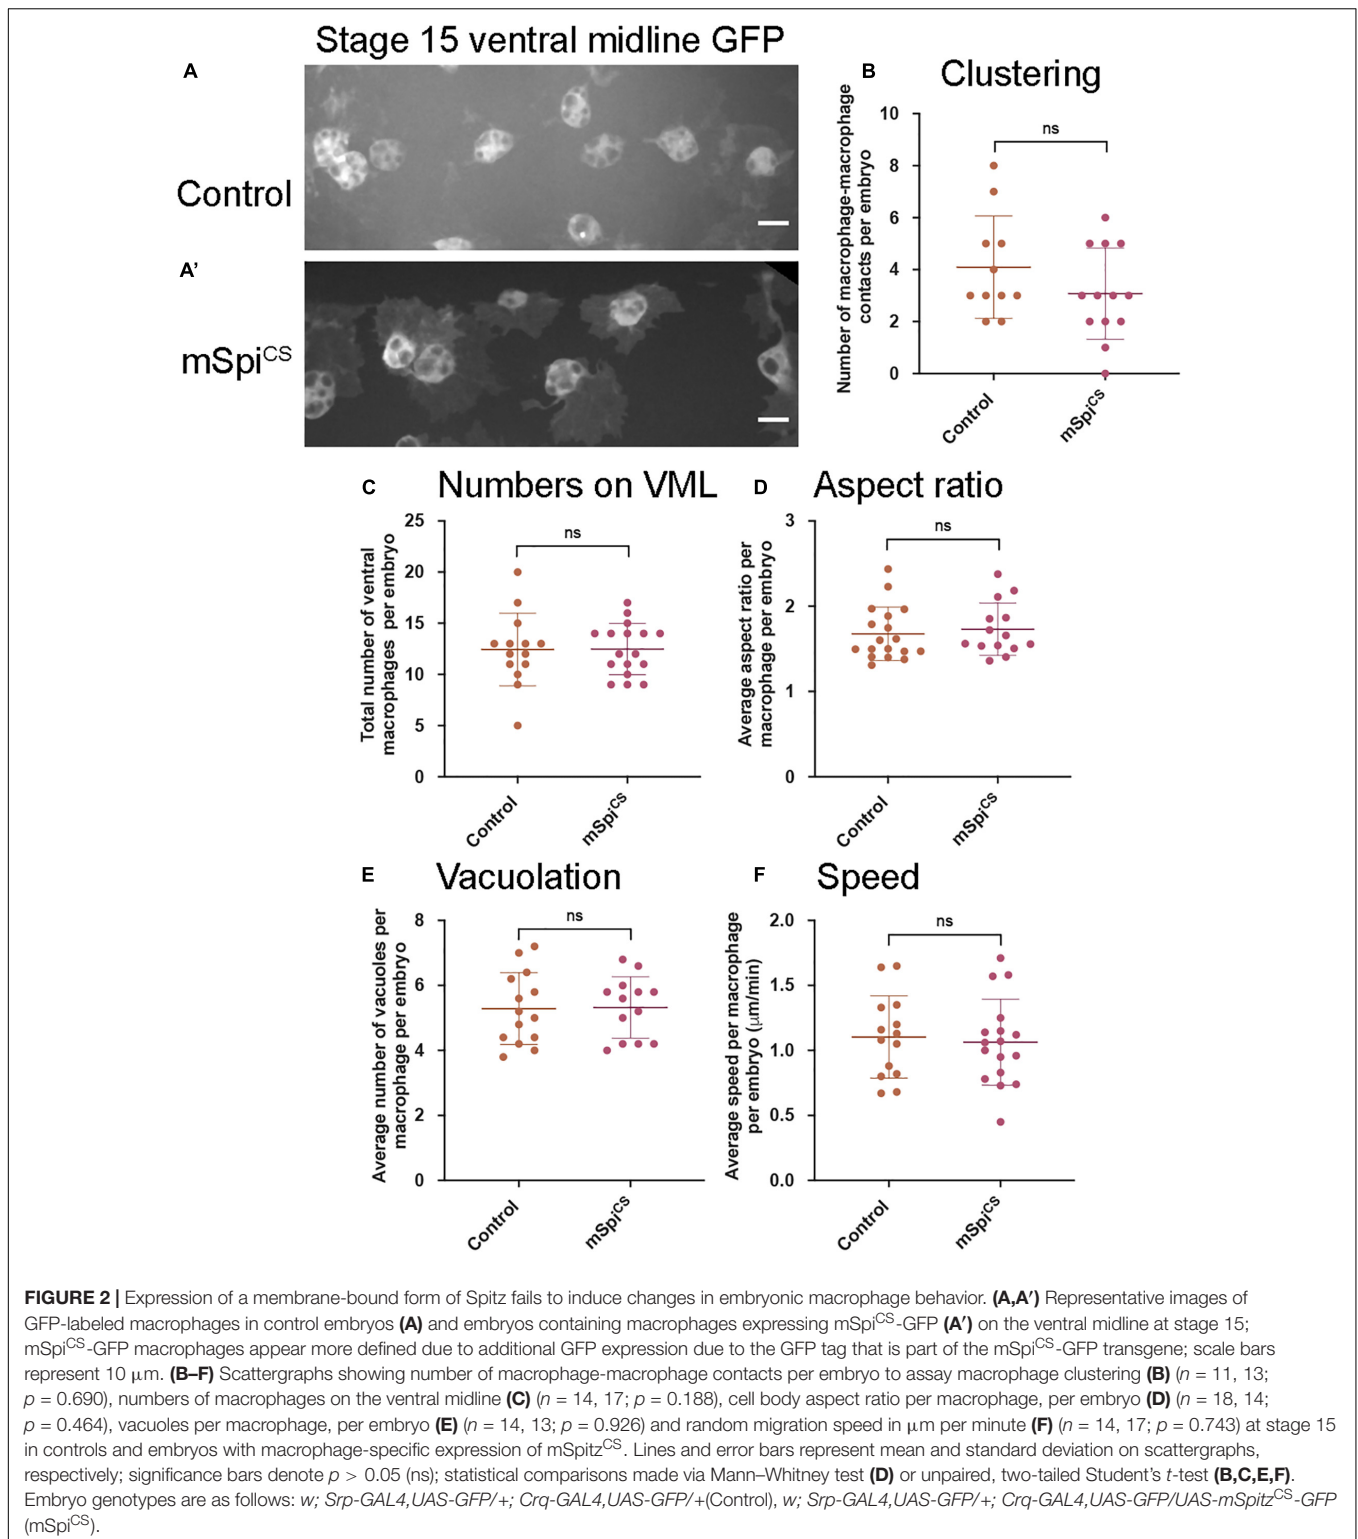 Stage 15 ventral midline GFP
A
Control
A'
mSpiCS
B
Clustering
Number of macrophage-macrophage
contacts per embryo
10
8
6
4
2
0
ns
Control
mSpiCS
C
Numbers on VML
Total number of ventral
macrophages per embryo
25
20
15
10
5
0
ns
Control
mSpiCS
D
Aspect ratio
Average aspect ratio per
macrophage per embryo
3
2
1
0
ns
Control
mSpiCS
E
Vacuolation
Average number of vacuoles per
macrophage per embryo
8
6
4
2
0
ns
Control
mSpiCS
F
Speed
Average speed per macrophage
per embryo (μm/min)
2.0
1.5
1.0
0.5
0.0
ns
Control
mSpiCS
FIGURE 2 | Expression of a membrane-bound form of Spitz fails to induce changes in embryonic macrophage behavior. (A,A′) Representative images of
GFP-labeled macrophages in control embryos (A) and embryos containing macrophages expressing mSpiCS-GFP (A′) on the ventral midline at stage 15;
mSpiCS-GFP macrophages appear more defined due to additional GFP expression due to the GFP tag that is part of the mSpiCS-GFP transgene; scale bars
represent 10 μm. (B–F) Scattergraphs showing number of macrophage-macrophage contacts per embryo to assay macrophage clustering (B) (n = 11, 13;
p = 0.690), numbers of macrophages on the ventral midline (C) (n = 14, 17; p = 0.188), cell body aspect ratio per macrophage, per embryo (D) (n = 18, 14;
p = 0.464), vacuoles per macrophage, per embryo (E) (n = 14, 13; p = 0.926) and random migration speed in μm per minute (F) (n = 14, 17; p = 0.743) at stage 15
in controls and embryos with macrophage-specific expression of mSpitzCS. Lines and error bars represent mean and standard deviation on scattergraphs,
respectively; significance bars denote p > 0.05 (ns); statistical comparisons made via Mann–Whitney test (D) or unpaired, two-tailed Student's t-test (B,C,E,F).
Embryo genotypes are as follows: w; Srp-GAL4,UAS-GFP/+; Crq-GAL4,UAS-GFP/+(Control), w; Srp-GAL4,UAS-GFP/+; Crq-GAL4,UAS-GFP/UAS-mSpitzCS-GFP
(mSpiCS).